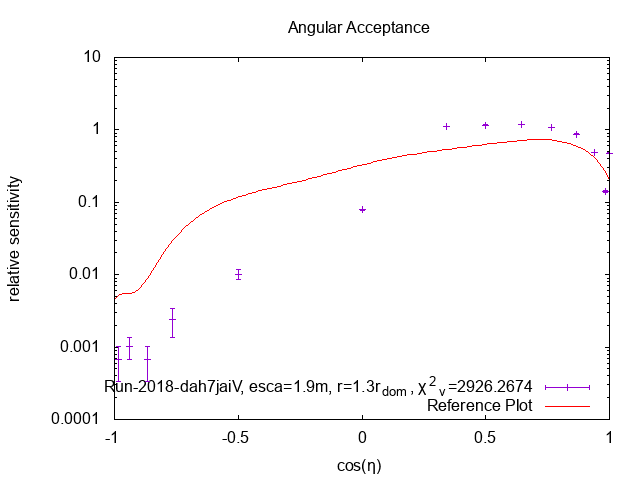 Angular Acceptance
10
1
0.1
0.01
0.001
0.0001
relative sensitivity
Run-2018-dah7jaiV, esca=1.9m, r=1.3r_dom, χ²_ν=2926.2674
Reference Plot
-1 -0.5 0 0.5 1
cos(η)